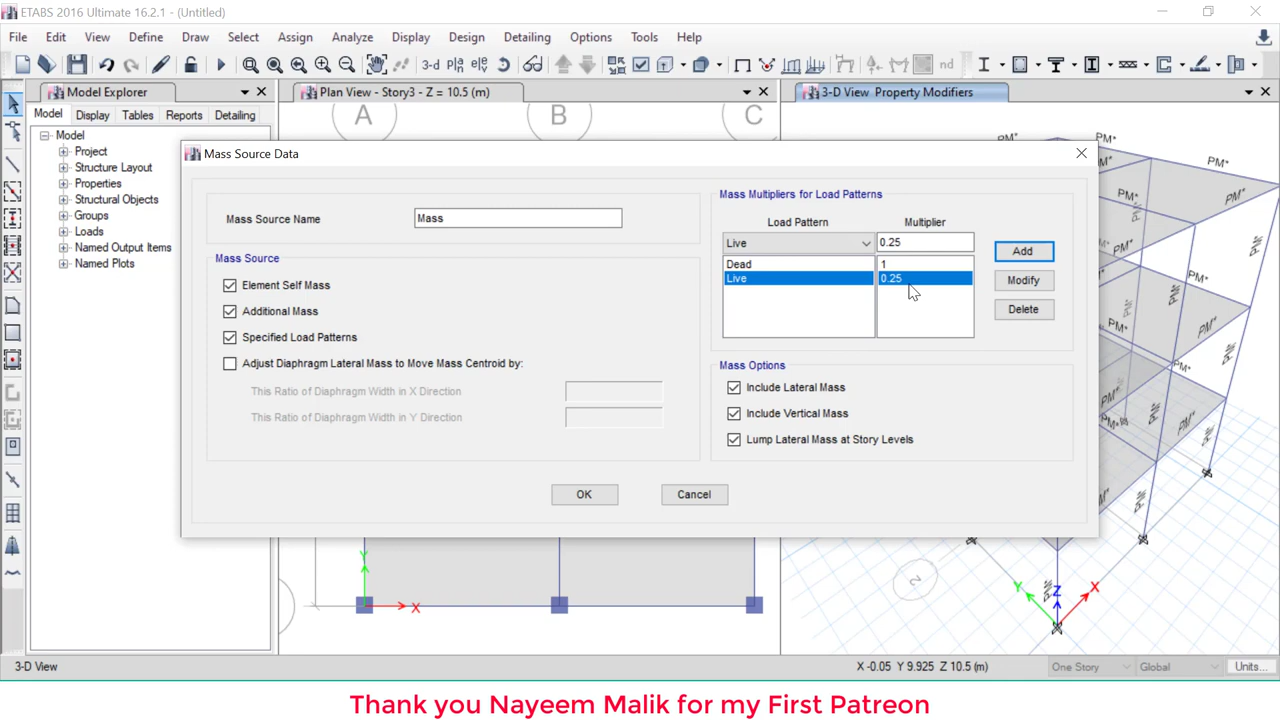 ETABS 2016 Ultimate 16.2.1 - (Untitled)
File Edit View Define Draw Select Assign Analyze Display Design Detailing Options Tools Help
3-d
nd
Model Explorer
Plan View - Story3 - Z = 10.5 (m)
3-D View Property Modifiers
Model Display Tables Reports Detailing
Model
Project
Structure Layout
Properties
Structural Objects
Groups
Loads
Named Output Items
Named Plots
A B C
Mass Source Data
Mass Source Name Mass
Mass Source
Element Self Mass
Additional Mass
Specified Load Patterns
Adjust Diaphragm Lateral Mass to Move Mass Centroid by:
This Ratio of Diaphragm Width in X Direction
This Ratio of Diaphragm Width in Y Direction
Mass Multipliers for Load Patterns
Load Pattern Multiplier
Live 0.25
Dead 1
Live 0.25
Add
Modify
Delete
Mass Options
Include Lateral Mass
Include Vertical Mass
Lump Lateral Mass at Story Levels
OK Cancel
Y
X
2
Y Z X
3-D View
X -0.05 Y 9.925 Z 10.5 (m)
One Story Global Units...
Thank you Nayeem Malik for my First Patreon